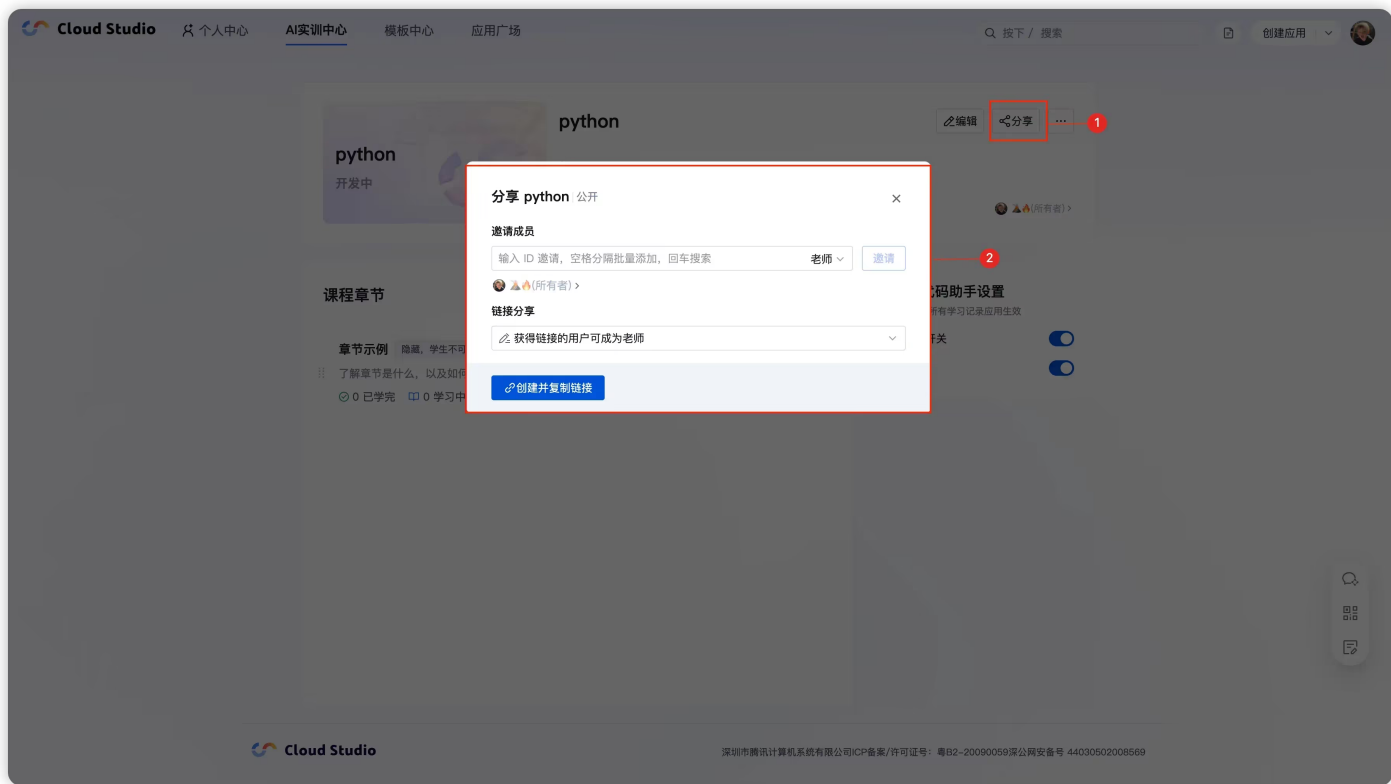 Cloud Studio 个人中心 AI实训中心 模板中心 应用广场 按下 / 搜索 创建应用
python
编辑 分享 ... 1
python
开发中
(所有者) >
分享 python 公开
邀请成员
输入 ID 邀请，空格分隔批量添加，回车搜索 老师 邀请 2
(所有者) >
链接分享
获得链接的用户可成为老师
创建并复制链接
课程章节
章节示例 隐藏，学生不可
了解章节是什么，以及如何
0 已学完 0 学习中
码助手设置
所有学习记录应用生效
开关
Cloud Studio
深圳市腾讯计算机系统有限公司ICP备案/许可证号：粤B2-20090059深公网安备号 44030502008569